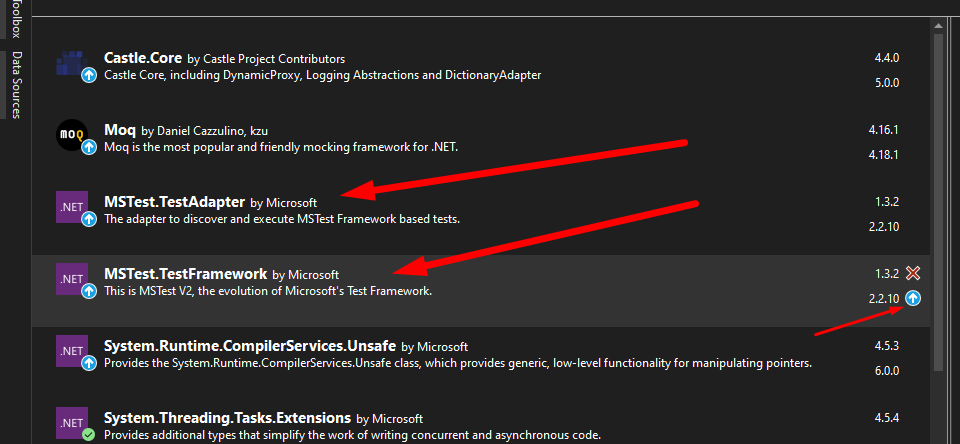 Toolbox
Data Sources
Castle.Core by Castle Project Contributors 4.4.0
Castle Core, including DynamicProxy, Logging Abstractions and DictionaryAdapter 5.0.0
moq Moq by Daniel Cazzulino, kzu 4.16.1
Moq is the most popular and friendly mocking framework for .NET. 4.18.1
.NET MSTest.TestAdapter by Microsoft 1.3.2
The adapter to discover and execute MSTest Framework based tests. 2.2.10
.NET MSTest.TestFramework by Microsoft 1.3.2
This is MSTest V2, the evolution of Microsoft's Test Framework. 2.2.10
.NET System.Runtime.CompilerServices.Unsafe by Microsoft 4.5.3
Provides the System.Runtime.CompilerServices.Unsafe class, which provides generic, low-level functionality for manipulating pointers. 6.0.0
.NET System.Threading.Tasks.Extensions by Microsoft 4.5.4
Provides additional types that simplify the work of writing concurrent and asynchronous code.